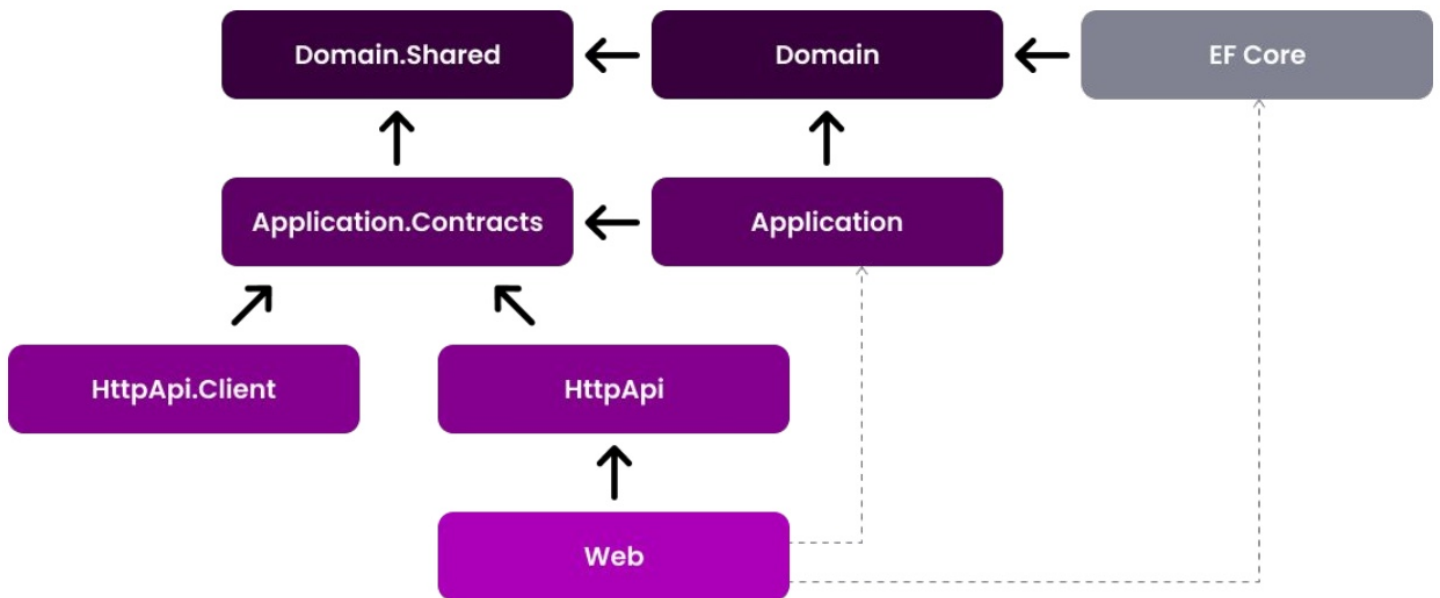 Domain.Shared
Domain
EF Core
Application.Contracts
Application
HttpApi.Client
HttpApi
Web